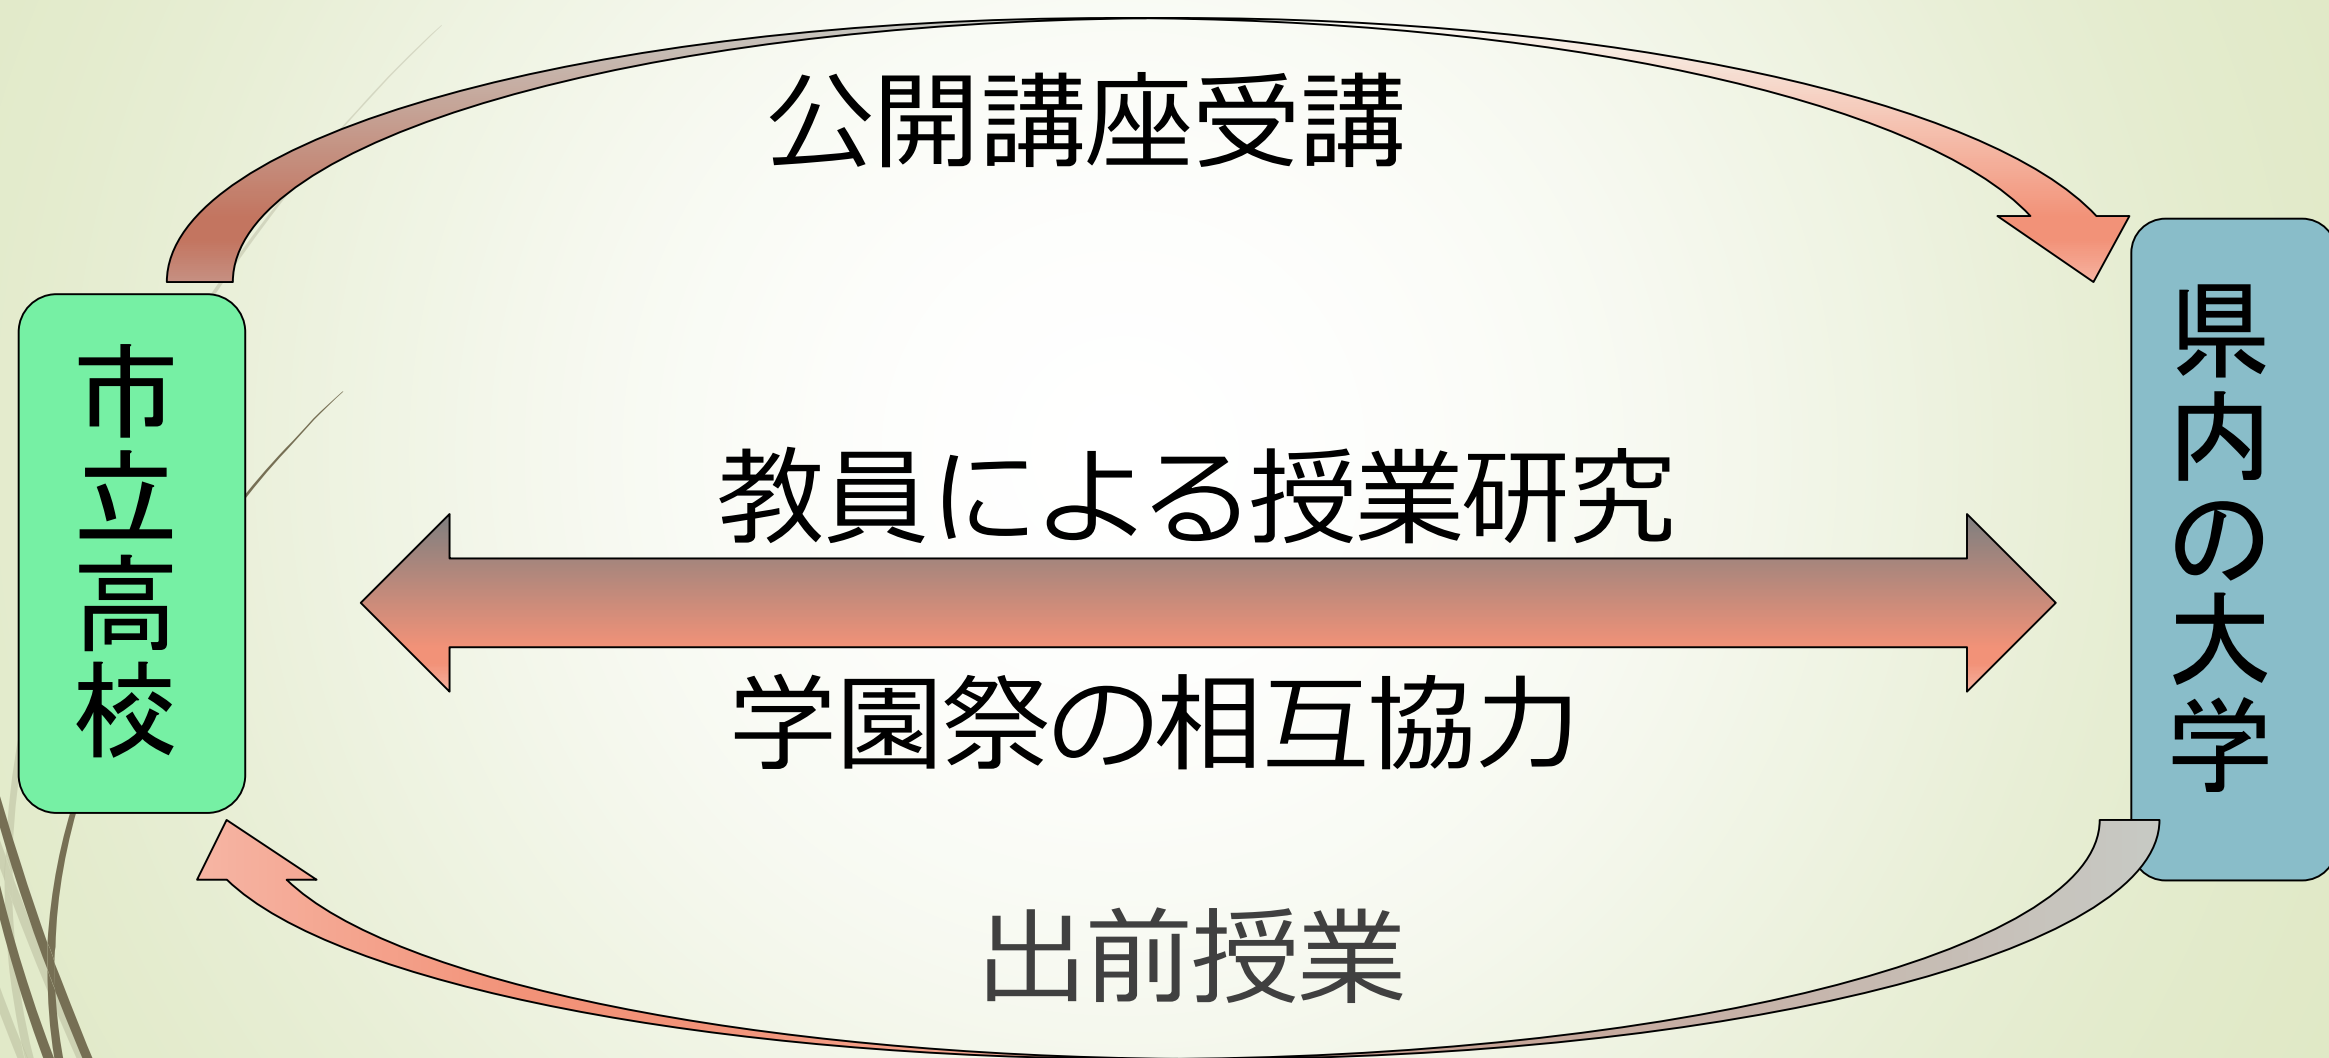 公開講座受講
市立高校
県内の大学
教員による授業研究
学園祭の相互協力
出前授業